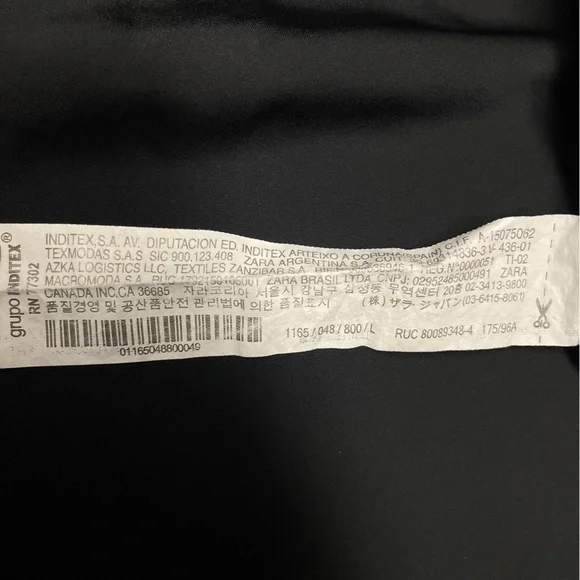 ®
grupo INDITEX
RN 77302
INDITEX,S.A. AV. DIPUTACION ED. INDITEX ARTEIXO A CORUÑA-SPAIN C.I.F. A-15075062
TEXMODAS S.A.S SIC 900.123.408 ZARA ARGENTINA S.A. CUIT
AZKA LOGISTICS LLC, TEXTILES ZANZIBAR S.A. TI-02
MACROMODA S.A. RUC ZARA BRASIL LTDA. CNPJ: 02952485000491 ZARA
CANADA INC.CA 36685 자라코리아 서울시 강남구 삼성동 두억센터/20층 02-3413-9800
품질경영 및 공산품안전 관리법에 의한 품질표시 (株) ザラ・ジャパン (03-6415-8061)
01165048800049
1165 / 048 / 800 / L RUC 80089348-4 175/96A